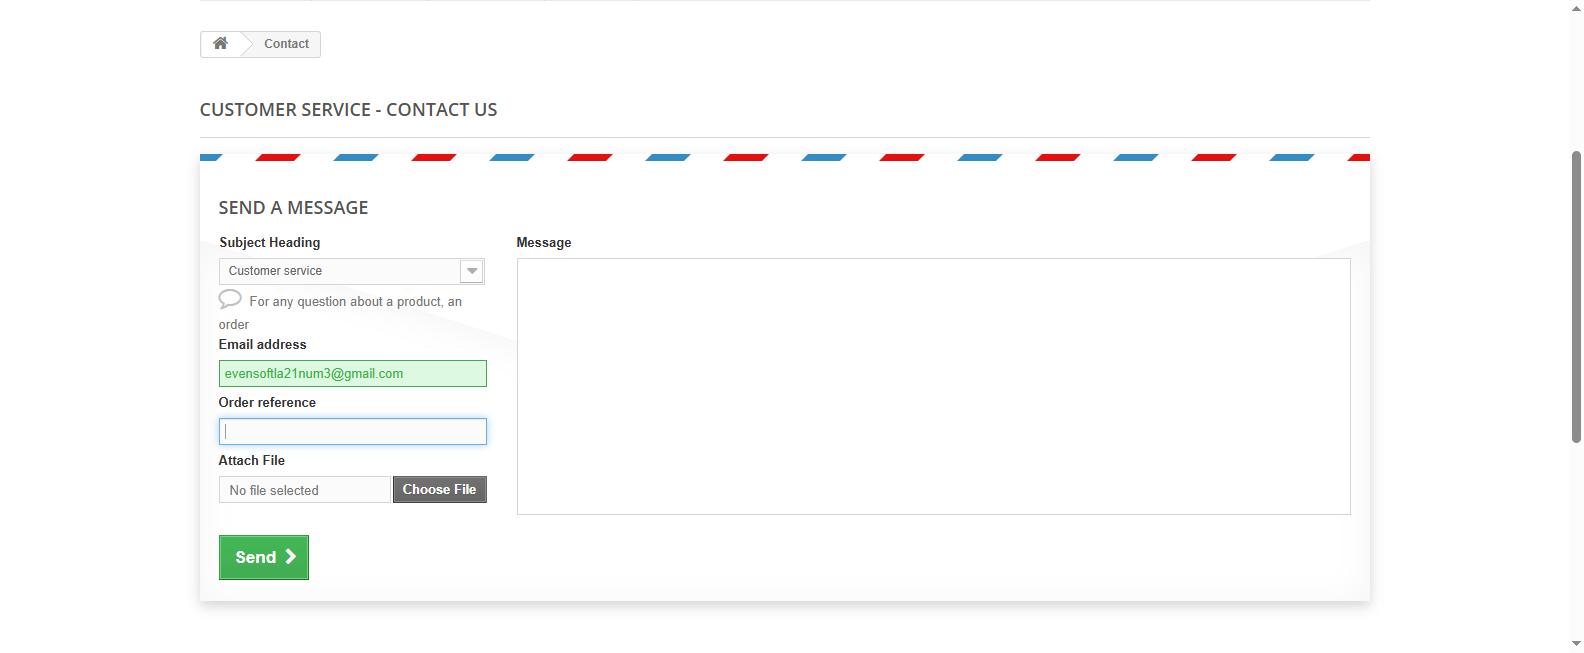 Contact
CUSTOMER SERVICE - CONTACT US
SEND A MESSAGE
Subject Heading
Customer service
For any question about a product, an
order
Email address
evensoftla21num3@gmail.com
Order reference
Attach File
No file selected
Choose File
Send
Message